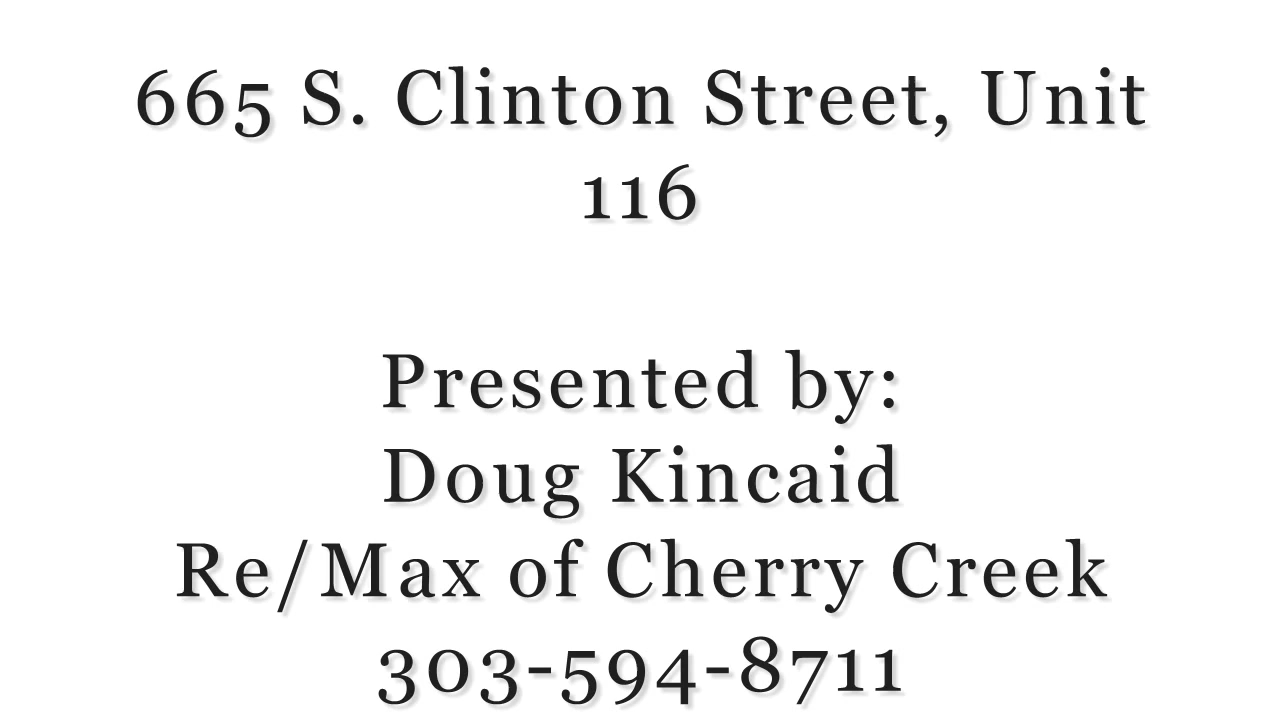 665 S. Clinton Street, Unit
116
Presented by:
Doug Kincaid
Re/Max of Cherry Creek
303-594-8711